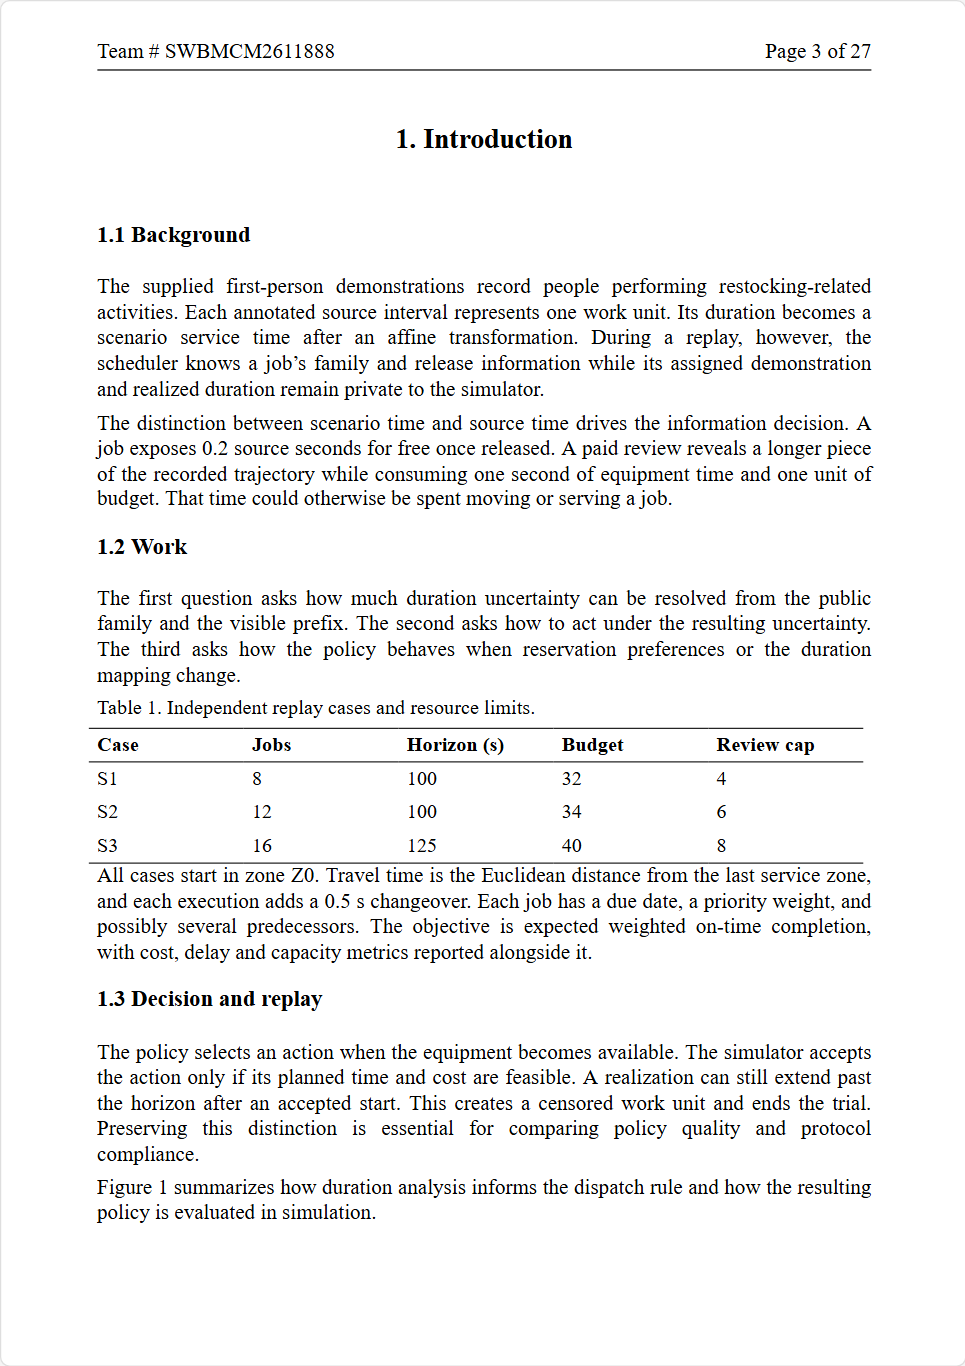 Team # SWBMCM2611888 Page 3 of 27
1. Introduction
1.1 Background
The supplied first-person demonstrations record people performing restocking-related
activities. Each annotated source interval represents one work unit. Its duration becomes a
scenario service time after an affine transformation. During a replay, however, the
scheduler knows a job’s family and release information while its assigned demonstration
and realized duration remain private to the simulator.
The distinction between scenario time and source time drives the information decision. A
job exposes 0.2 source seconds for free once released. A paid review reveals a longer piece
of the recorded trajectory while consuming one second of equipment time and one unit of
budget. That time could otherwise be spent moving or serving a job.
1.2 Work
The first question asks how much duration uncertainty can be resolved from the public
family and the visible prefix. The second asks how to act under the resulting uncertainty.
The third asks how the policy behaves when reservation preferences or the duration
mapping change.
Table 1. Independent replay cases and resource limits.
Case Jobs Horizon (s) Budget Review cap
S1 8 100 32 4
S2 12 100 34 6
S3 16 125 40 8
All cases start in zone Z0. Travel time is the Euclidean distance from the last service zone,
and each execution adds a 0.5 s changeover. Each job has a due date, a priority weight, and
possibly several predecessors. The objective is expected weighted on-time completion,
with cost, delay and capacity metrics reported alongside it.
1.3 Decision and replay
The policy selects an action when the equipment becomes available. The simulator accepts
the action only if its planned time and cost are feasible. A realization can still extend past
the horizon after an accepted start. This creates a censored work unit and ends the trial.
Preserving this distinction is essential for comparing policy quality and protocol
compliance.
Figure 1 summarizes how duration analysis informs the dispatch rule and how the resulting
policy is evaluated in simulation.